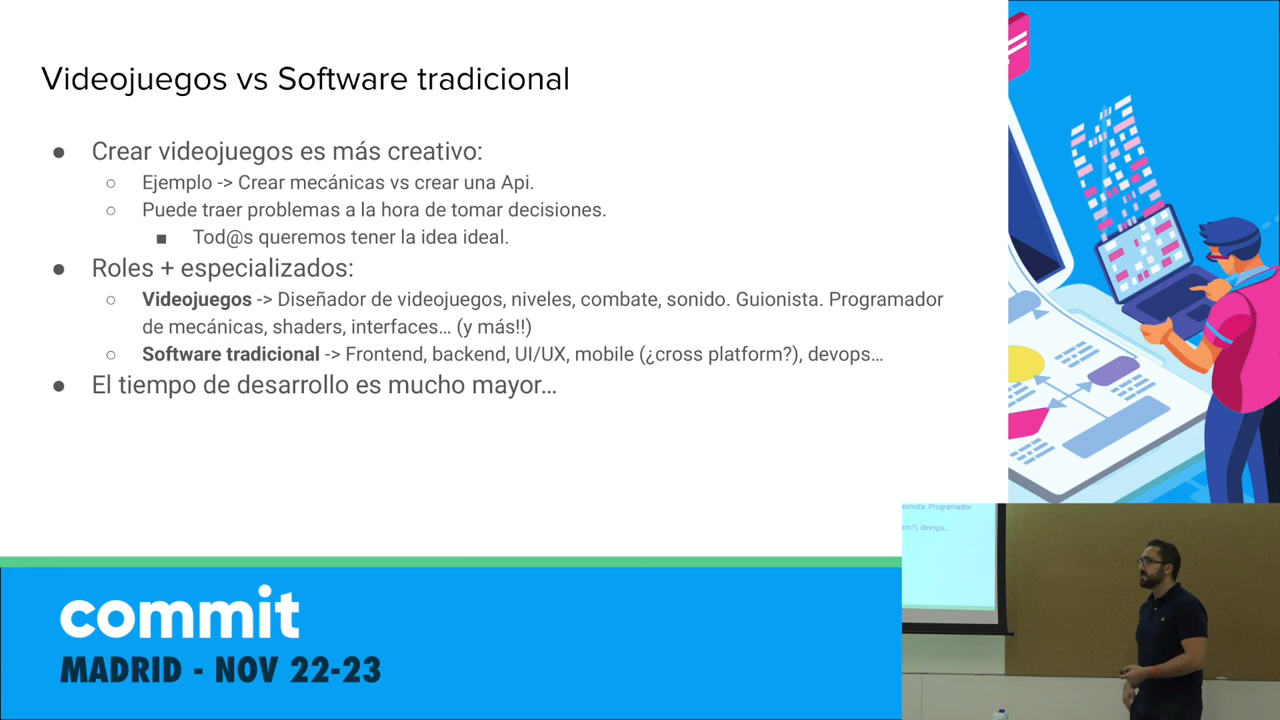 Videojuegos vs Software tradicional
● Crear videojuegos es más creativo:
○ Ejemplo -> Crear mecánicas vs crear una Api.
○ Puede traer problemas a la hora de tomar decisiones.
■ Tod@s queremos tener la idea ideal.
● Roles + especializados:
○ Videojuegos -> Diseñador de videojuegos, niveles, combate, sonido. Guionista. Programador
de mecánicas, shaders, interfaces... (y más!!)
○ Software tradicional -> Frontend, backend, UI/UX, mobile (¿cross platform?), devops...
● El tiempo de desarrollo es mucho mayor...
commit
MADRID - NOV 22-23
Programador
devops...